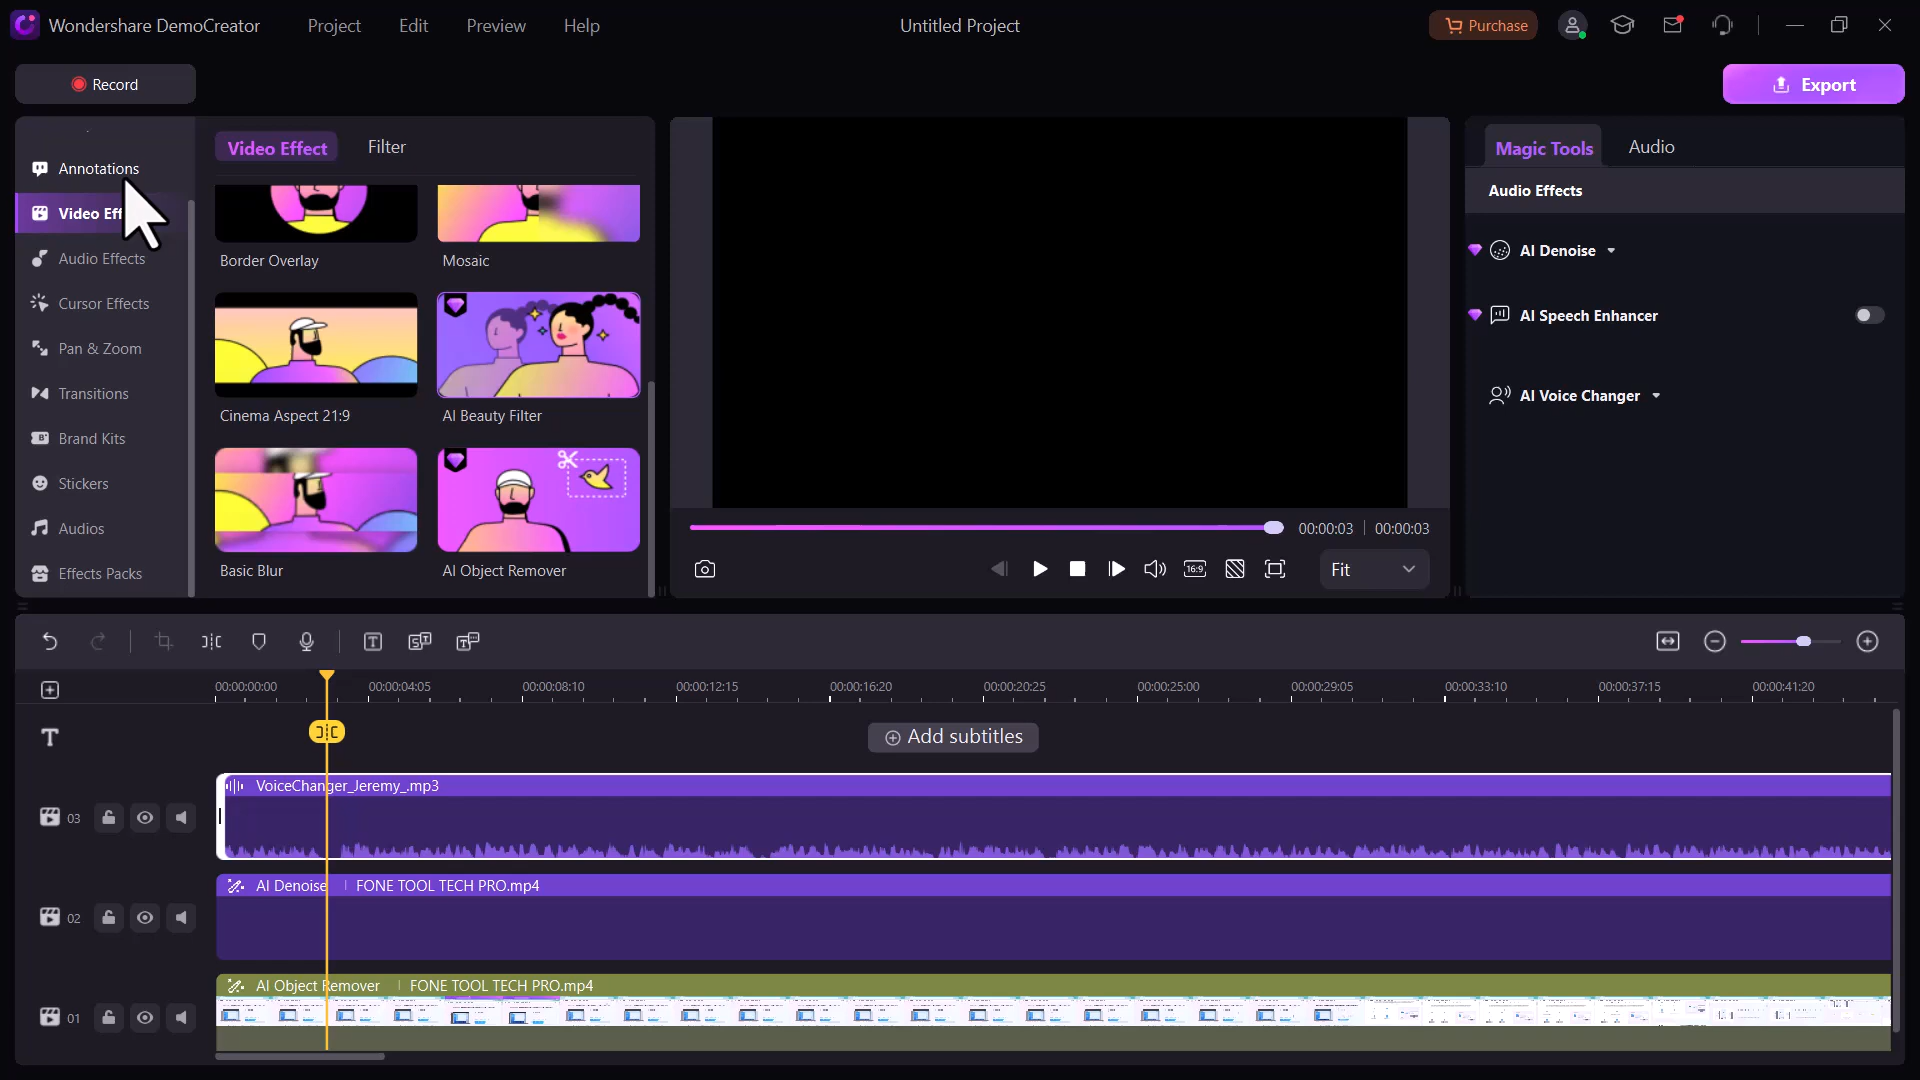 Wondershare DemoCreator
Project
Edit
Preview
Help
Untitled Project
Purchase
Record
Export
Annotations
Video Eff
Audio Effects
Cursor Effects
Pan & Zoom
Transitions
Brand Kits
Stickers
Audios
Effects Packs
Video Effect
Filter
Border Overlay
Mosaic
Cinema Aspect 21:9
AI Beauty Filter
Basic Blur
AI Object Remover
00:00:03 | 00:00:03
16:9
Fit
Magic Tools
Audio
Audio Effects
AI Denoise
AI Speech Enhancer
AI Voice Changer
00:00:00:00
00:00:04:05
00:00:08:10
00:00:12:15
00:00:16:20
00:00:20:25
00:00:25:00
00:00:29:05
00:00:33:10
00:00:37:15
00:00:41:20
Add subtitles
03
VoiceChanger_Jeremy_.mp3
02
AI Denoise | FONE TOOL TECH PRO.mp4
01
AI Object Remover | FONE TOOL TECH PRO.mp4